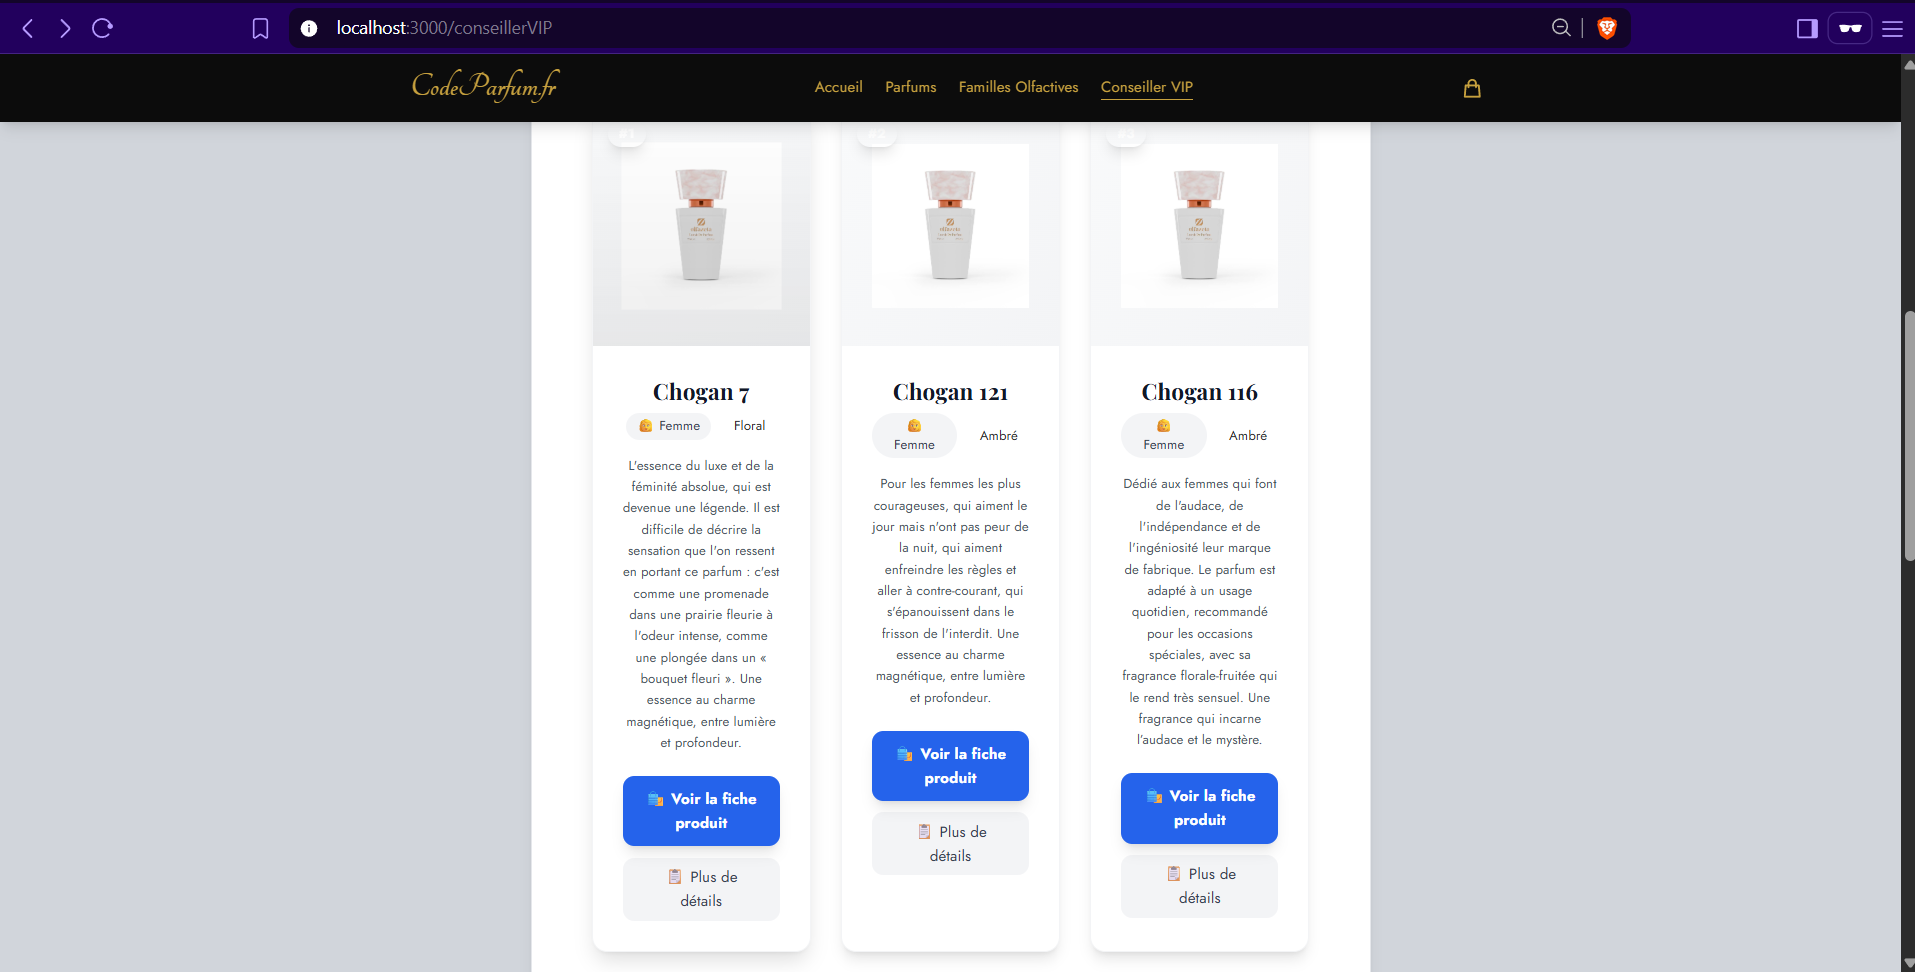 localhost:3000/conseillerVIP
CodeParfum.fr
Accueil
Parfums
Familles Olfactives
Conseiller VIP
#1
#2
#3
Chogan 7
Femme
Floral
L'essence du luxe et de la
féminité absolue, qui est
devenue une légende. Il est
difficile de décrire la
sensation que l'on ressent
en portant ce parfum : c'est
comme une promenade
dans une prairie fleurie à
l'odeur intense, comme
une plongée dans un «
bouquet fleuri ». Une
essence au charme
magnétique, entre lumière
et profondeur.
Voir la fiche
produit
Plus de
détails
Chogan 121
Femme
Ambré
Pour les femmes les plus
courageuses, qui aiment le
jour mais n'ont pas peur de
la nuit, qui aiment
enfreindre les règles et
aller à contre-courant, qui
s'épanouissent dans le
frisson de l'interdit. Une
essence au charme
magnétique, entre lumière
et profondeur.
Voir la fiche
produit
Plus de
détails
Chogan 116
Femme
Ambré
Dédié aux femmes qui font
de l'audace, de
l'indépendance et de
l'ingéniosité leur marque
de fabrique. Le parfum est
adapté à un usage
quotidien, recommandé
pour les occasions
spéciales, avec sa
fragrance florale-fruitée qui
le rend très sensuel. Une
fragrance qui incarne
l’audace et le mystère.
Voir la fiche
produit
Plus de
détails